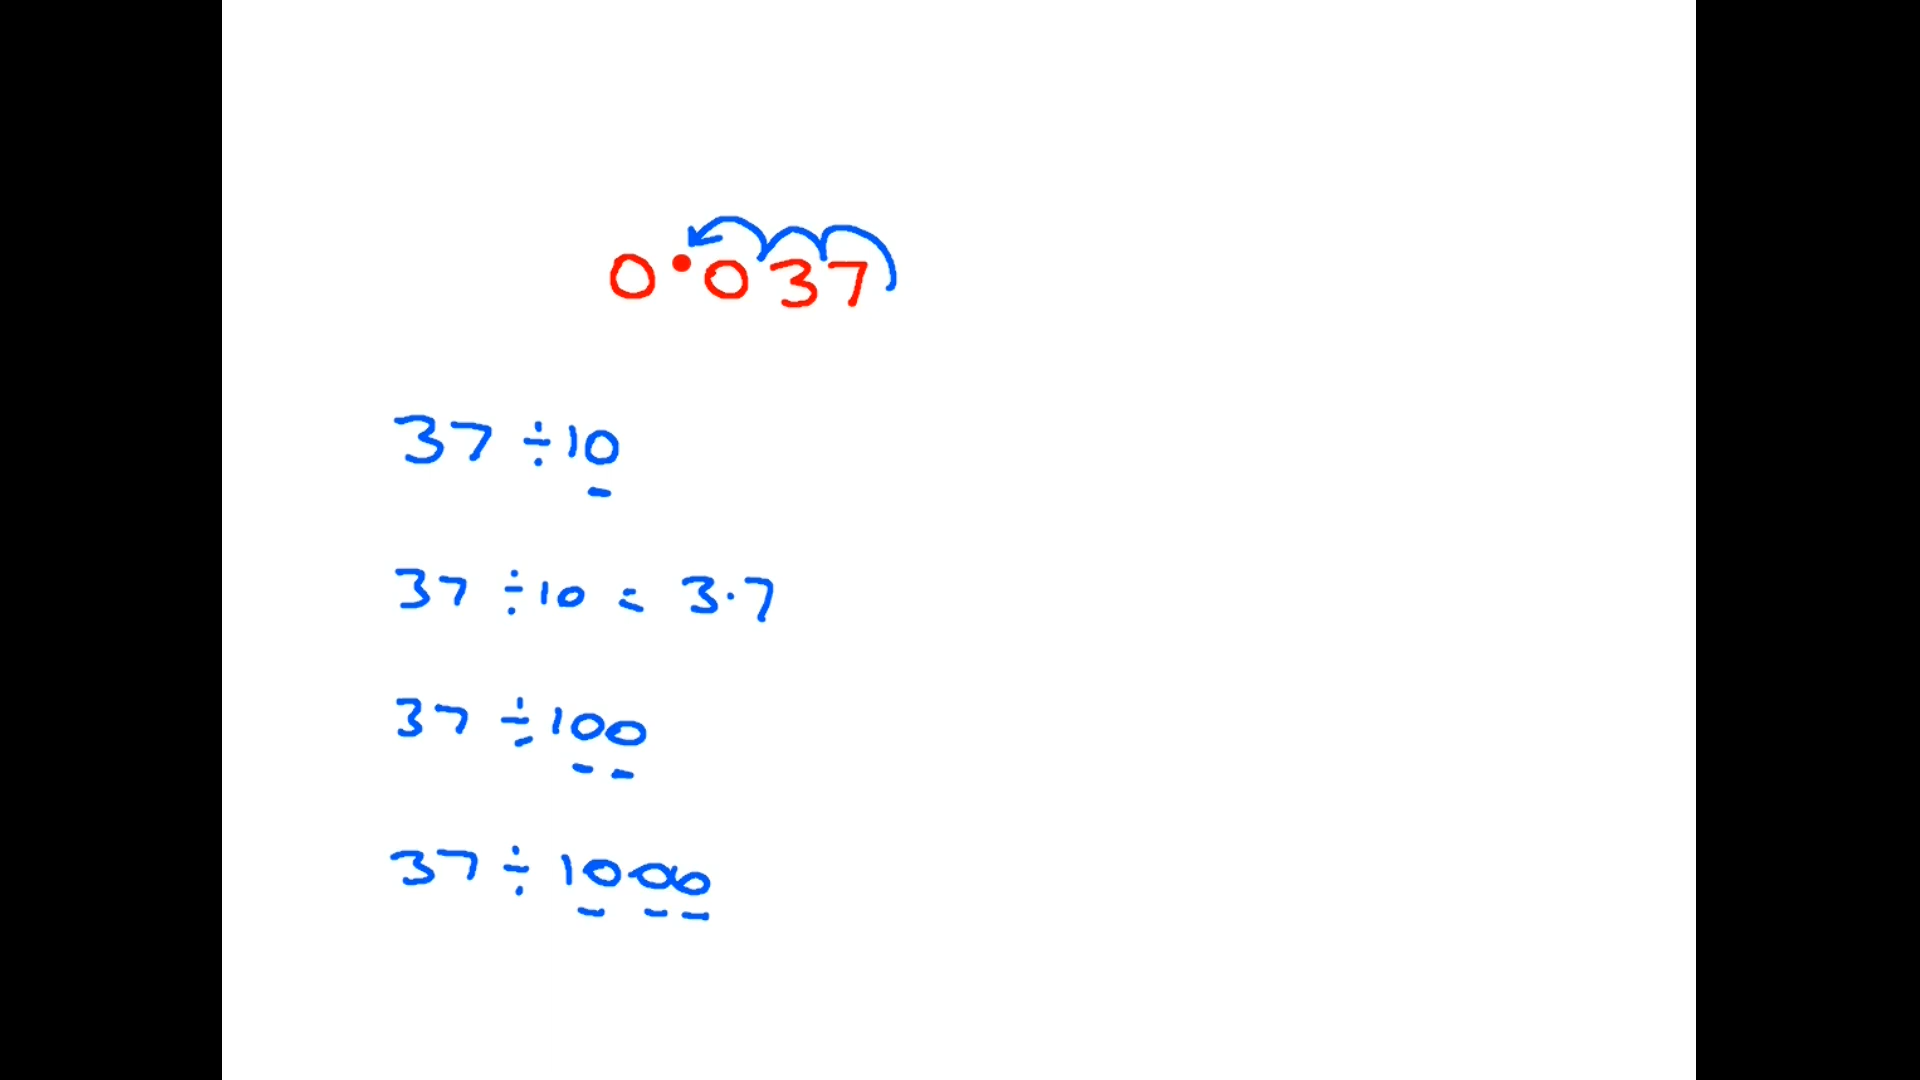 0·037
37 ÷ 10
37 ÷ 10 = 3·7
37 ÷ 100
37 ÷ 1000